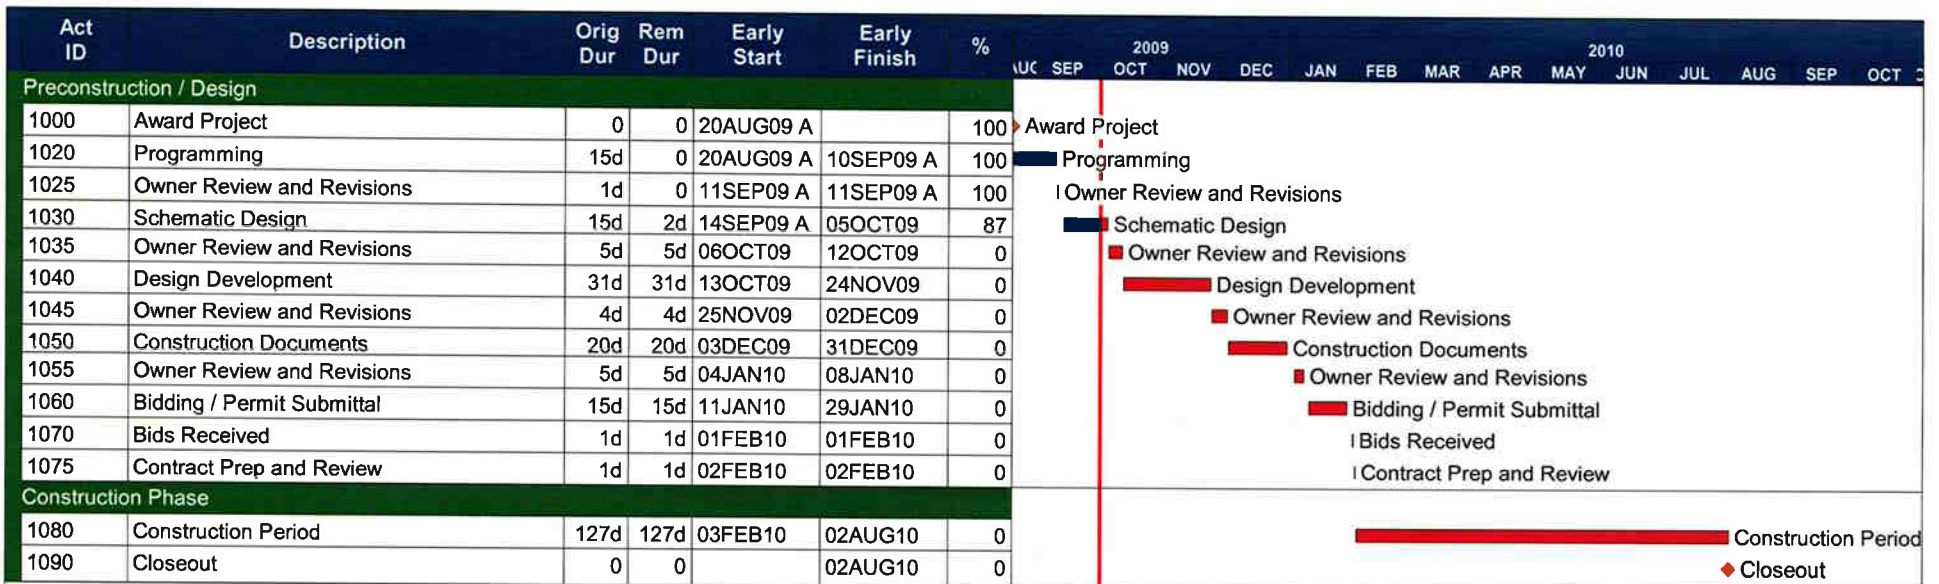 Act ID Description Orig Dur Rem Dur Early Start Early Finish % 2009 2010
SEP OCT NOV DEC JAN FEB MAR APR MAY JUN JUL AUG SEP OCT
Preconstruction / Design
1000 Award Project 0 0 20AUG09 A 100 Award Project
1020 Programming 15d 0 20AUG09 A 10SEP09 A 100 Programming
1025 Owner Review and Revisions 1d 0 11SEP09 A 11SEP09 A 100 Owner Review and Revisions
1030 Schematic Design 15d 2d 14SEP09 A 05OCT09 87 Schematic Design
1035 Owner Review and Revisions 5d 5d 06OCT09 12OCT09 0 Owner Review and Revisions
1040 Design Development 31d 31d 13OCT09 24NOV09 0 Design Development
1045 Owner Review and Revisions 4d 4d 25NOV09 02DEC09 0 Owner Review and Revisions
1050 Construction Documents 20d 20d 03DEC09 31DEC09 0 Construction Documents
1055 Owner Review and Revisions 5d 5d 04JAN10 08JAN10 0 Owner Review and Revisions
1060 Bidding / Permit Submittal 15d 15d 11JAN10 29JAN10 0 Bidding / Permit Submittal
1070 Bids Received 1d 1d 01FEB10 01FEB10 0 Bids Received
1075 Contract Prep and Review 1d 1d 02FEB10 02FEB10 0 Contract Prep and Review
Construction Phase
1080 Construction Period 127d 127d 03FEB10 02AUG10 0 Construction Period
1090 Closeout 0 0 02AUG10 0 Closeout